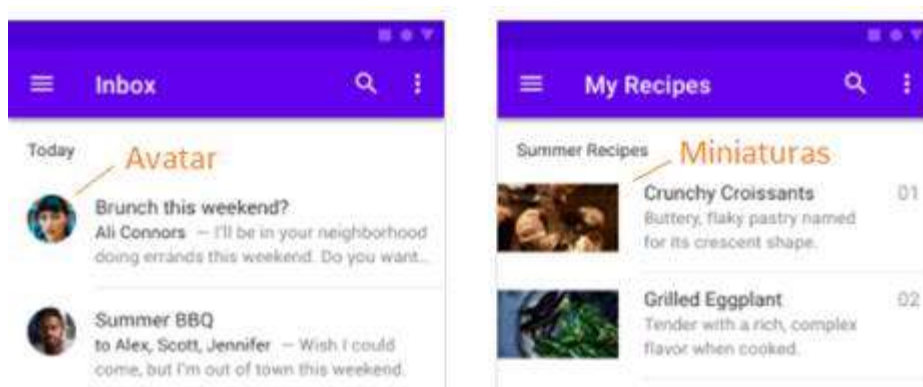 Inbox
Today
Avatar
Brunch this weekend?
Ali Connors — I'll be in your neighborhood
doing errands this weekend. Do you want...
Summer BBQ
to Alex, Scott, Jennifer — Wish I could
come, but I'm out of town this weekend.
My Recipes
Summer Recipes
Miniaturas
Crunchy Croissants 01
Buttery, flaky pastry named
for its crescent shape.
Grilled Eggplant 02
Tender with a rich, complex
flavor when cooked.